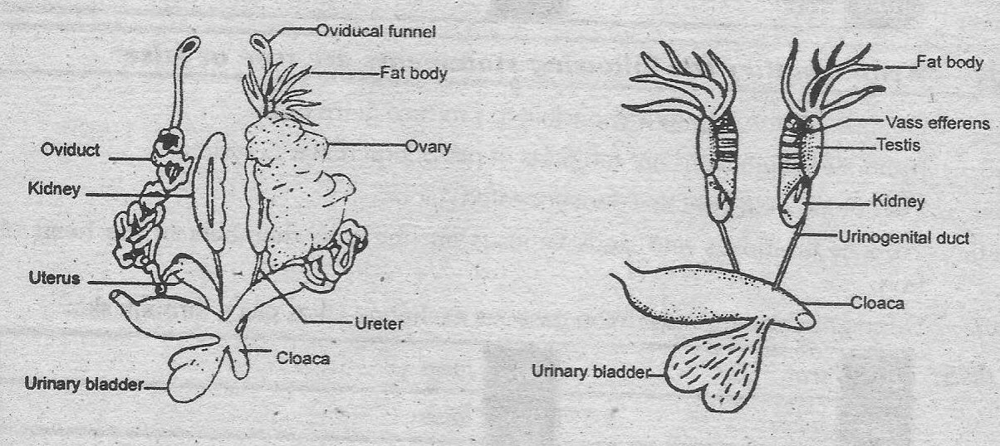 Oviducal funnel
Fat body
Oviduct
Ovary
Kidney
Uterus
Ureter
Cloaca
Urinary bladder
Fat body
Vass efferens
Testis
Kidney
Urinogenital duct
Cloaca
Urinary bladder